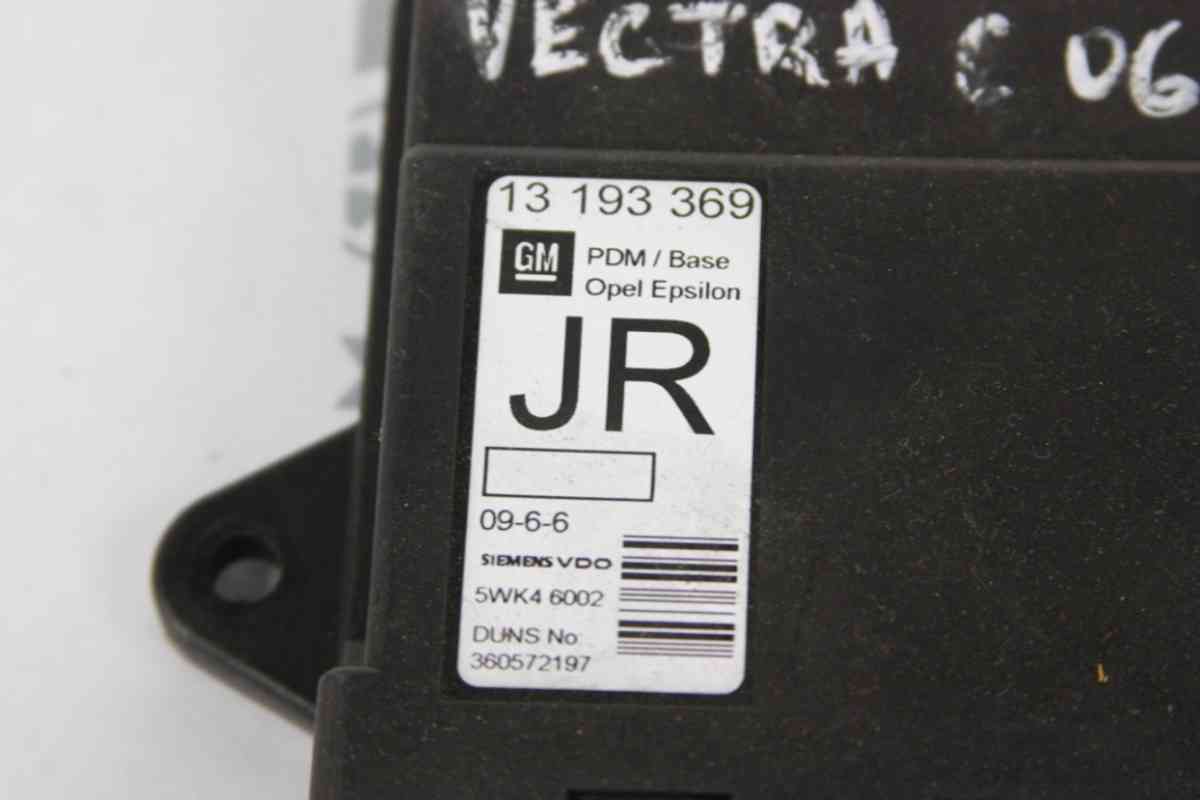 VECTRA C 06
13 193 369
GM
PDM / Base
Opel Epsilon
JR
09-6-6
SIEMENS VDO
5WK4 6002
DUNS No:
360572197